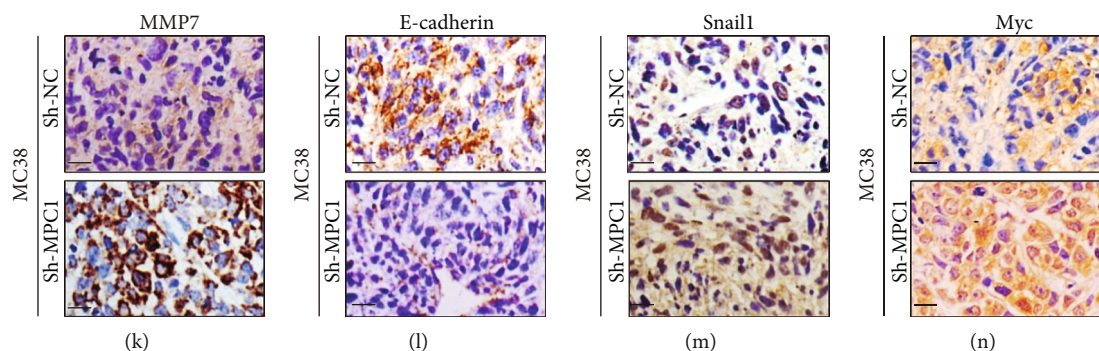 MMP7
E-cadherin
Snail1
Myc
MC38
Sh-NC
Sh-MPC1
MC38
Sh-NC
Sh-MPC1
MC38
Sh-NC
Sh-MPC1
MC38
Sh-NC
Sh-MPC1
(k)
(l)
(m)
(n)